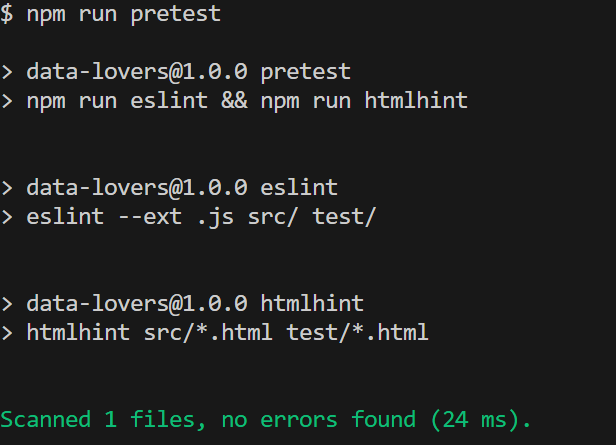 $ npm run pretest
> data-lovers@1.0.0 pretest
> npm run eslint && npm run htmlhint
> data-lovers@1.0.0 eslint
> eslint --ext .js src/ test/
> data-lovers@1.0.0 htmlhint
> htmlhint src/*.html test/*.html
Scanned 1 files, no errors found (24 ms).